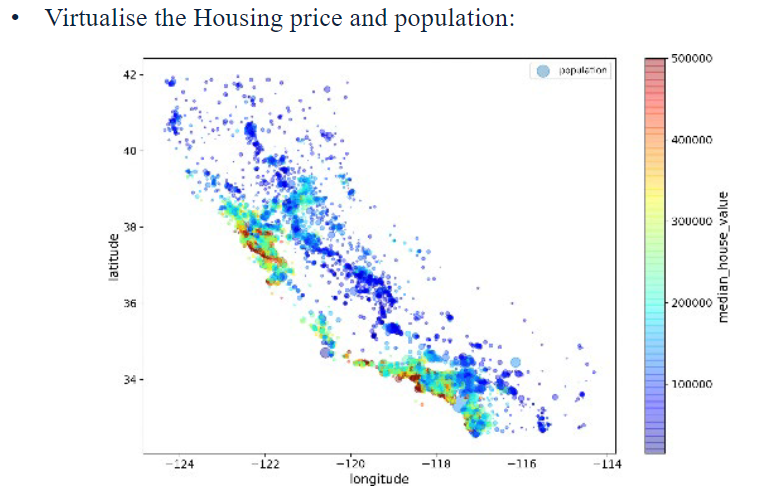 • Virtualise the Housing price and population:
population
42
40
38
36
34
latitude
−124 −122 −120 −118 −116 −114
longitude
500000
400000
300000
200000
100000
median_house_value